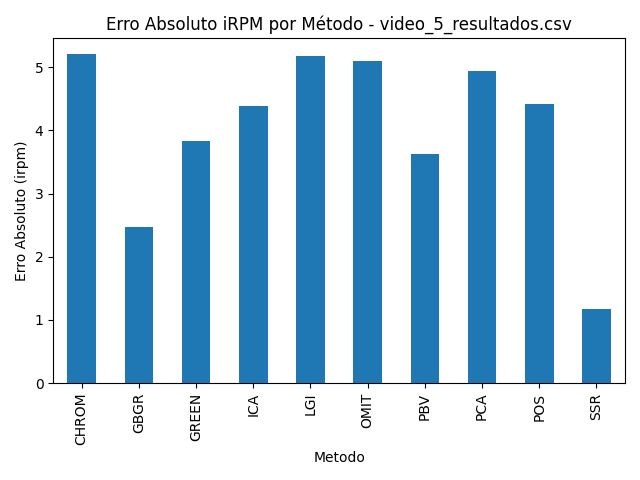 Erro Absoluto iRPM por Método - video_5_resultados.csv
Erro Absoluto (irpm)
5
4
3
2
1
0
CHROM
GBGR
GREEN
ICA
LGI
OMIT
PBV
PCA
POS
SSR
Metodo